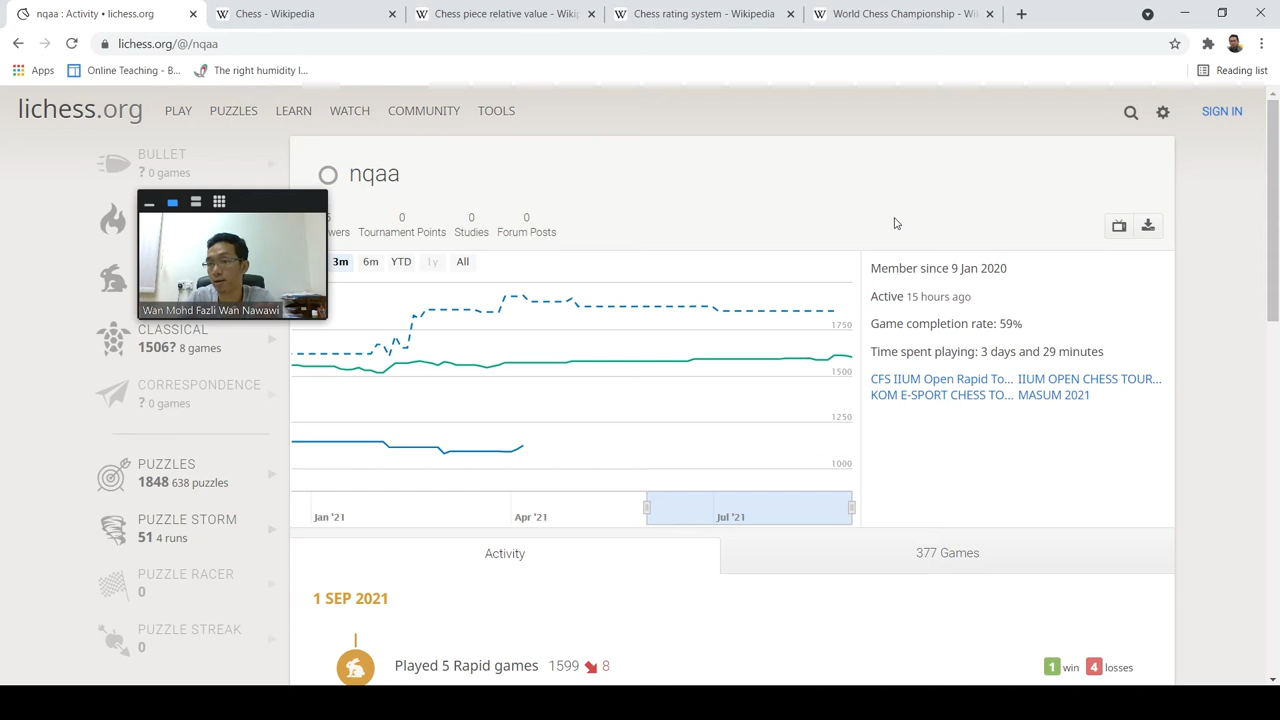 nqaa : Activity • lichess.org
Chess - Wikipedia
Chess piece relative value - Wikip
Chess rating system - Wikipedia
World Chess Championship - Wi
lichess.org/@/nqaa
Apps
Online Teaching - B...
The right humidity l...
Reading list
lichess.org
PLAY
PUZZLES
LEARN
WATCH
COMMUNITY
TOOLS
SIGN IN
BULLET
? 0 games
Wan Mohd Fazli Wan Nawawi
CLASSICAL
1506? 8 games
CORRESPONDENCE
? 0 games
PUZZLES
1848 638 puzzles
PUZZLE STORM
51 4 runs
PUZZLE RACER
0
PUZZLE STREAK
0
nqaa
wers
0
Tournament Points
0
Studies
0
Forum Posts
3m
6m
YTD
1y
All
1750
1500
1250
1000
Jan '21
Apr '21
Jul '21
Member since 9 Jan 2020
Active 15 hours ago
Game completion rate: 59%
Time spent playing: 3 days and 29 minutes
CFS IIUM Open Rapid To... IIUM OPEN CHESS TOUR...
KOM E-SPORT CHESS TO... MASUM 2021
Activity
377 Games
1 SEP 2021
Played 5 Rapid games 1599 8
1 win 4 losses